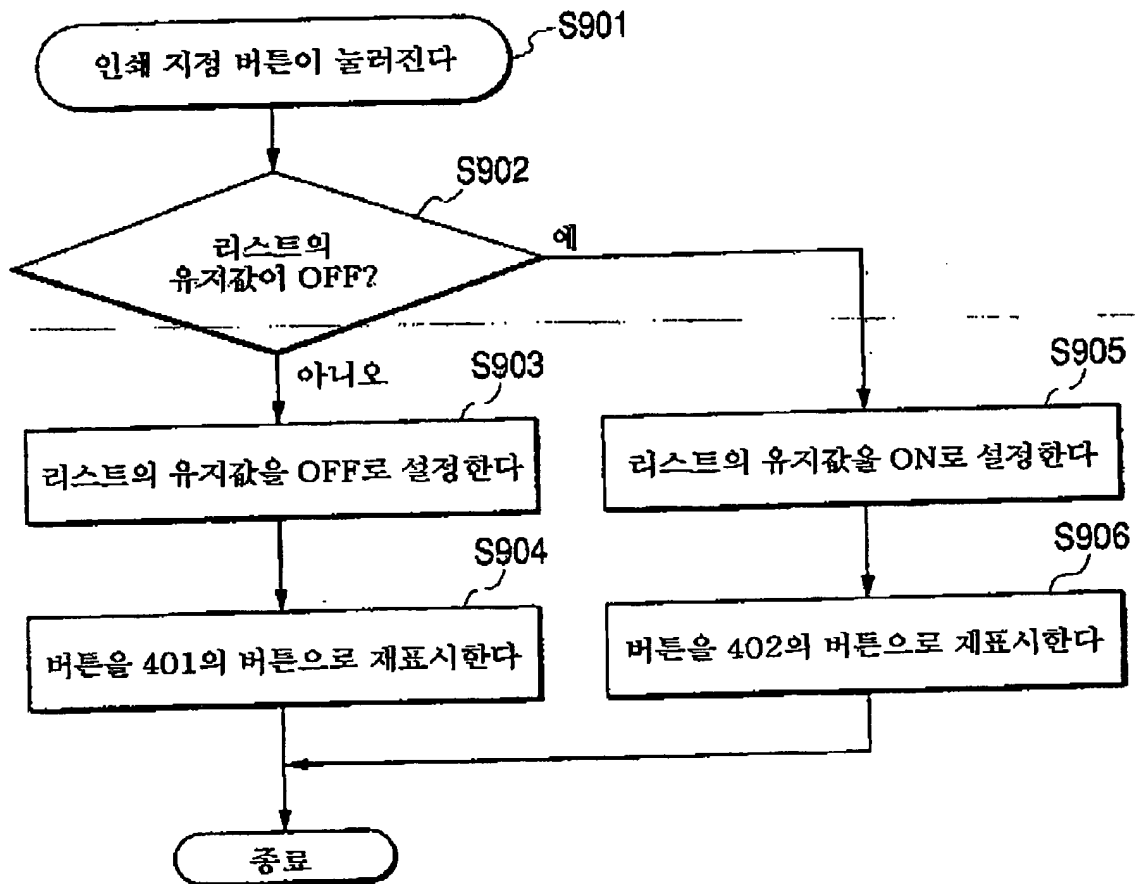 S901
인쇄 지정 버튼이 눌러진다
S902
리스트의
유지값이 OFF?
예
아니오
S903
리스트의 유지값을 OFF로 설정한다
S904
버튼을 401의 버튼으로 재표시한다
S905
리스트의 유지값을 ON로 설정한다
S906
버튼을 402의 버튼으로 재표시한다
종료